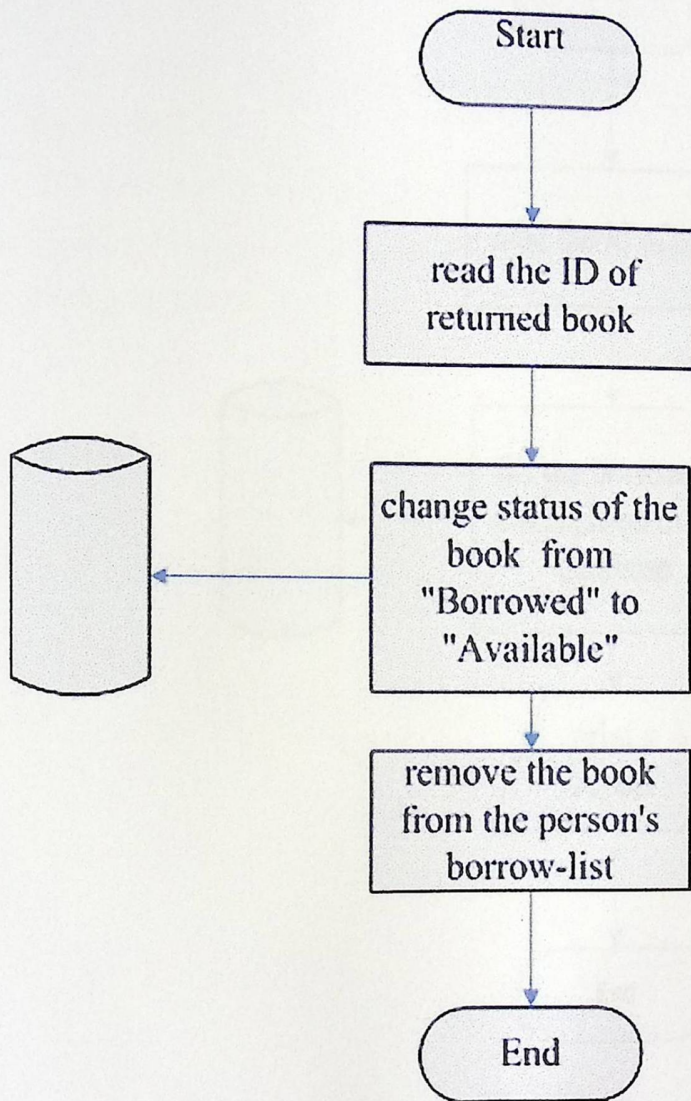 Start
read the ID of
returned book
change status of the
book from
"Borrowed" to
"Available"
remove the book
from the person's
borrow-list
End